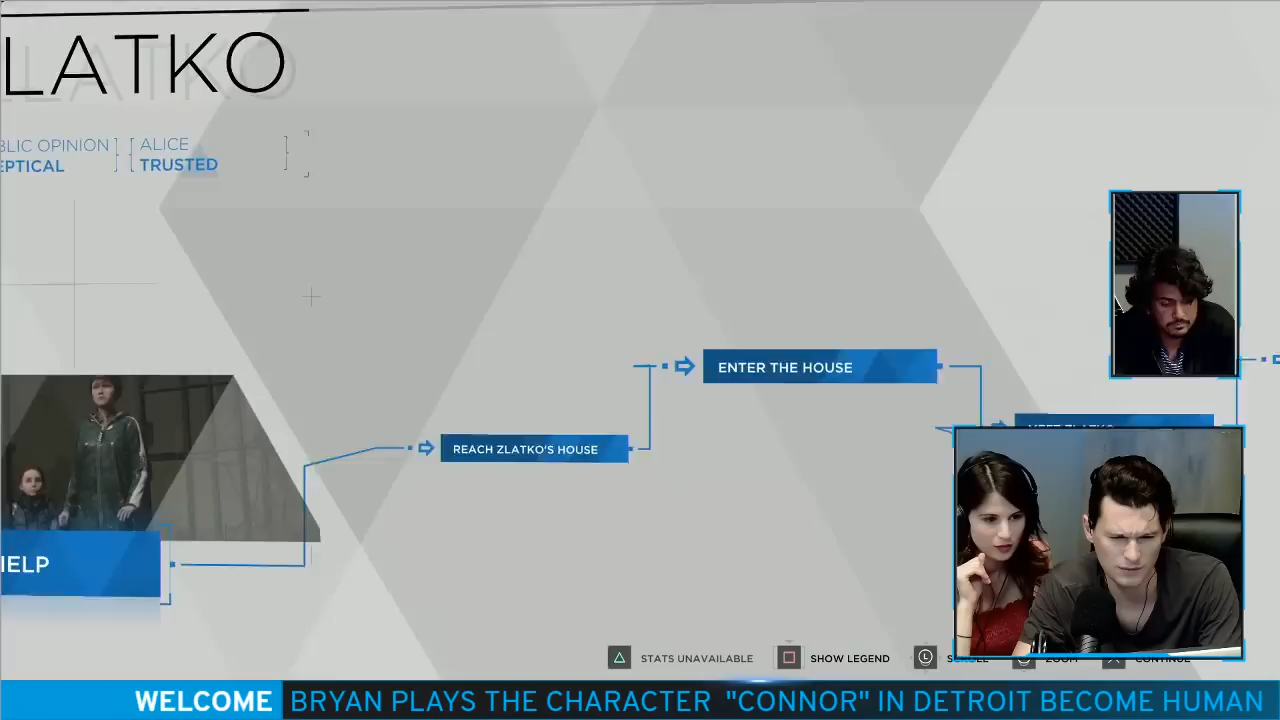 LATKO
BLIC OPINION
ALICE
EPTICAL
TRUSTED
ENTER THE HOUSE
REACH ZLATKO'S HOUSE
HELP
STATS UNAVAILABLE
SHOW LEGEND
WELCOME
BRYAN PLAYS THE CHARACTER "CONNOR" IN DETROIT BECOME HUMAN